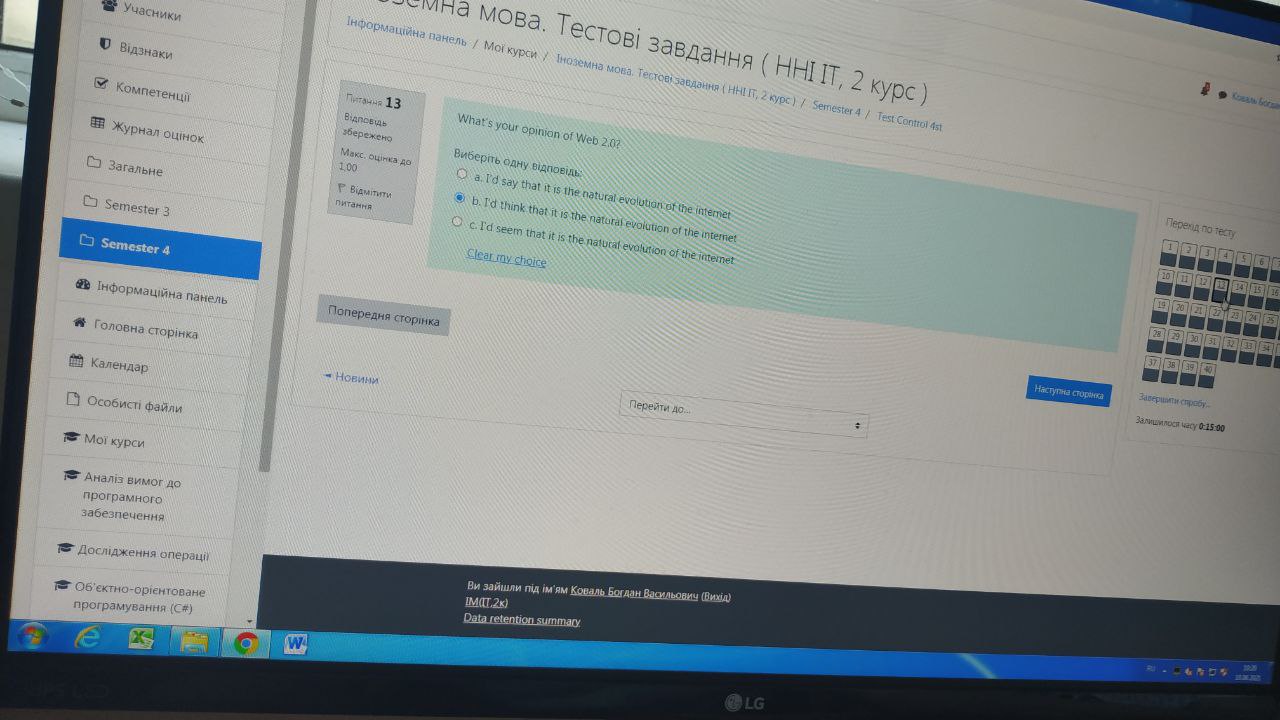 оземна мова. Тестові завдання ( ННІ ІТ, 2 курс )
Інформаційна панель / Мої курси / Іноземна мова. Тестові завдання ( ННІ ІТ, 2 курс ) / Semester 4 / Test Control 4st
Коваль Богдан
Учасники
Відзнаки
Компетенції
Журнал оцінок
Загальне
Semester 3
Semester 4
Інформаційна панель
Головна сторінка
Календар
Особисті файли
Мої курси
Аналіз вимог до
програмного
забезпечення
Дослідження операції
Об'єктно-орієнтоване
програмування (C#)
Питання 13
Відповідь
збережено
Макс. оцінка до
1,00
Відмітити
питання
What's your opinion of Web 2.0?
Виберіть одну відповідь:
a. I'd say that it is the natural evolution of the internet
b. I'd think that it is the natural evolution of the internet
c. I'd seem that it is the natural evolution of the internet
Clear my choice
Попередня сторінка
Наступна сторінка
◄ Новини
Перейти до...
Перехід по тесту
1 2 3 4 5 6
10 11 12 13 14 15 16
19 20 21 22 23 24 25
28 29 30 31 32 33 34
37 38 39 40
Завершити спробу...
Залишилося часу 0:15:00
Ви зайшли під ім'ям Коваль Богдан Васильович (Вихід)
ІМ(ІТ,2к)
Data retention summary
RU
LG